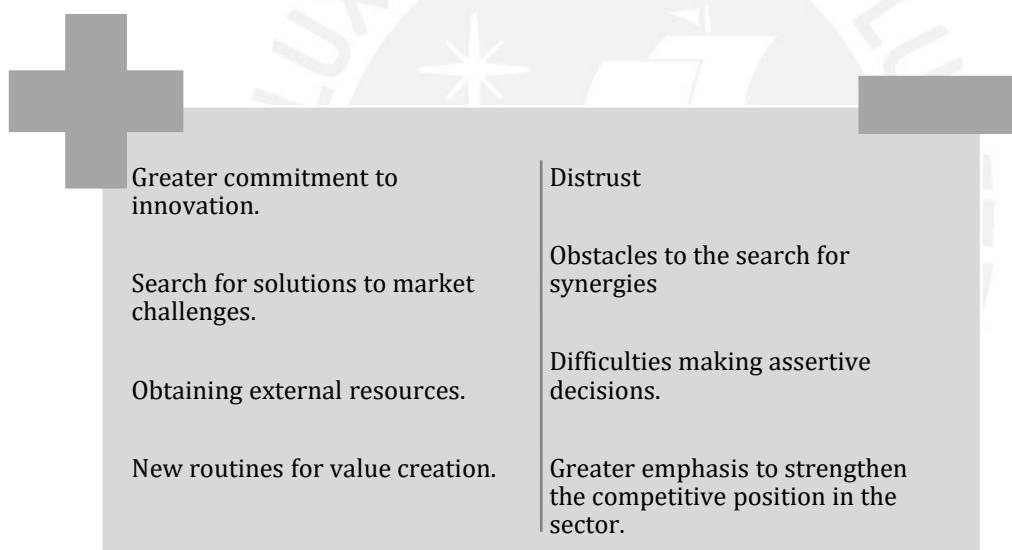 Greater commitment to
innovation.
Search for solutions to market
challenges.
Obtaining external resources.
New routines for value creation.
Distrust
Obstacles to the search for
synergies
Difficulties making assertive
decisions.
Greater emphasis to strengthen
the competitive position in the
sector.